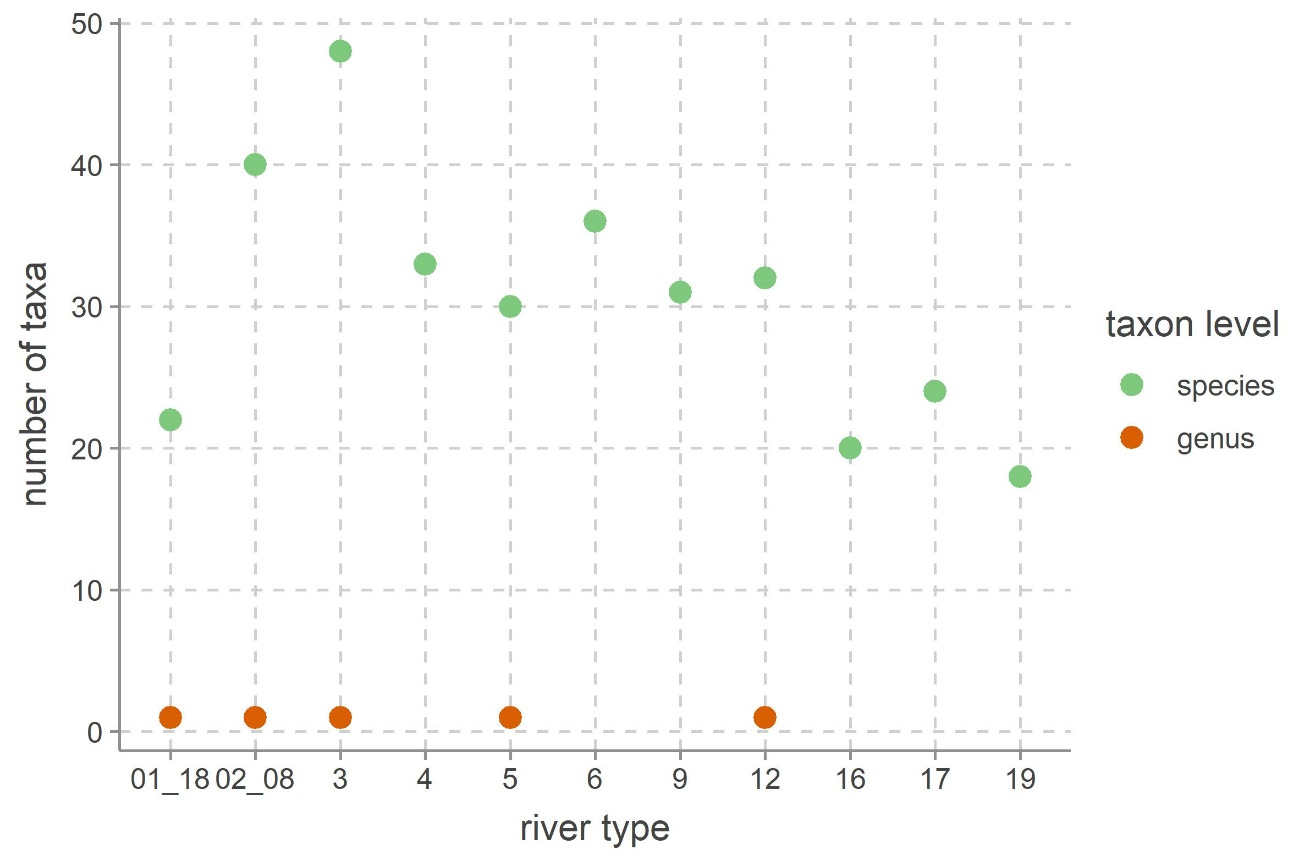 50
40
30
20
10
0
number of taxa
01_18 02_08 3 4 5 6 9 12 16 17 19
river type
taxon level
species
genus